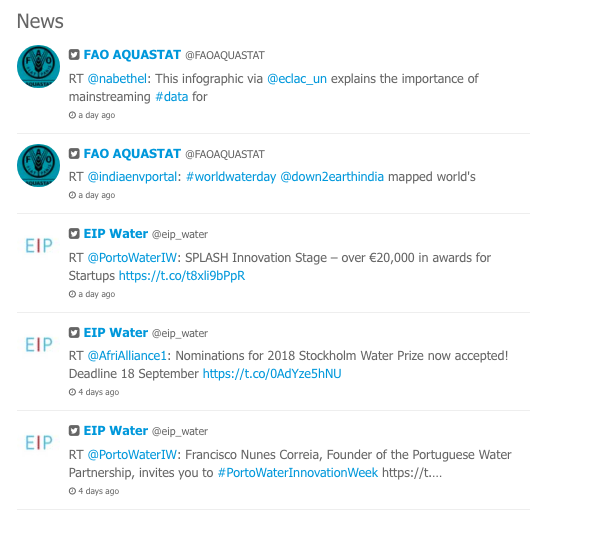 News
FAO AQUASTAT @FAOAQUASTAT
RT @nabethel: This infographic via @eclac_un explains the importance of
mainstreaming #data for
a day ago
FAO AQUASTAT @FAOAQUASTAT
RT @indiaenvportal: #worldwaterday @down2earthindia mapped world's
a day ago
EIP
EIP Water @eip_water
RT @PortoWaterIW: SPLASH Innovation Stage – over €20,000 in awards for
Startups https://t.co/t8xli9bPpR
a day ago
EIP
EIP Water @eip_water
RT @AfriAlliance1: Nominations for 2018 Stockholm Water Prize now accepted!
Deadline 18 September https://t.co/0AdYze5hNU
4 days ago
EIP
EIP Water @eip_water
RT @PortoWaterIW: Francisco Nunes Correia, Founder of the Portuguese Water
Partnership, invites you to #PortoWaterInnovationWeek https://t.…
4 days ago